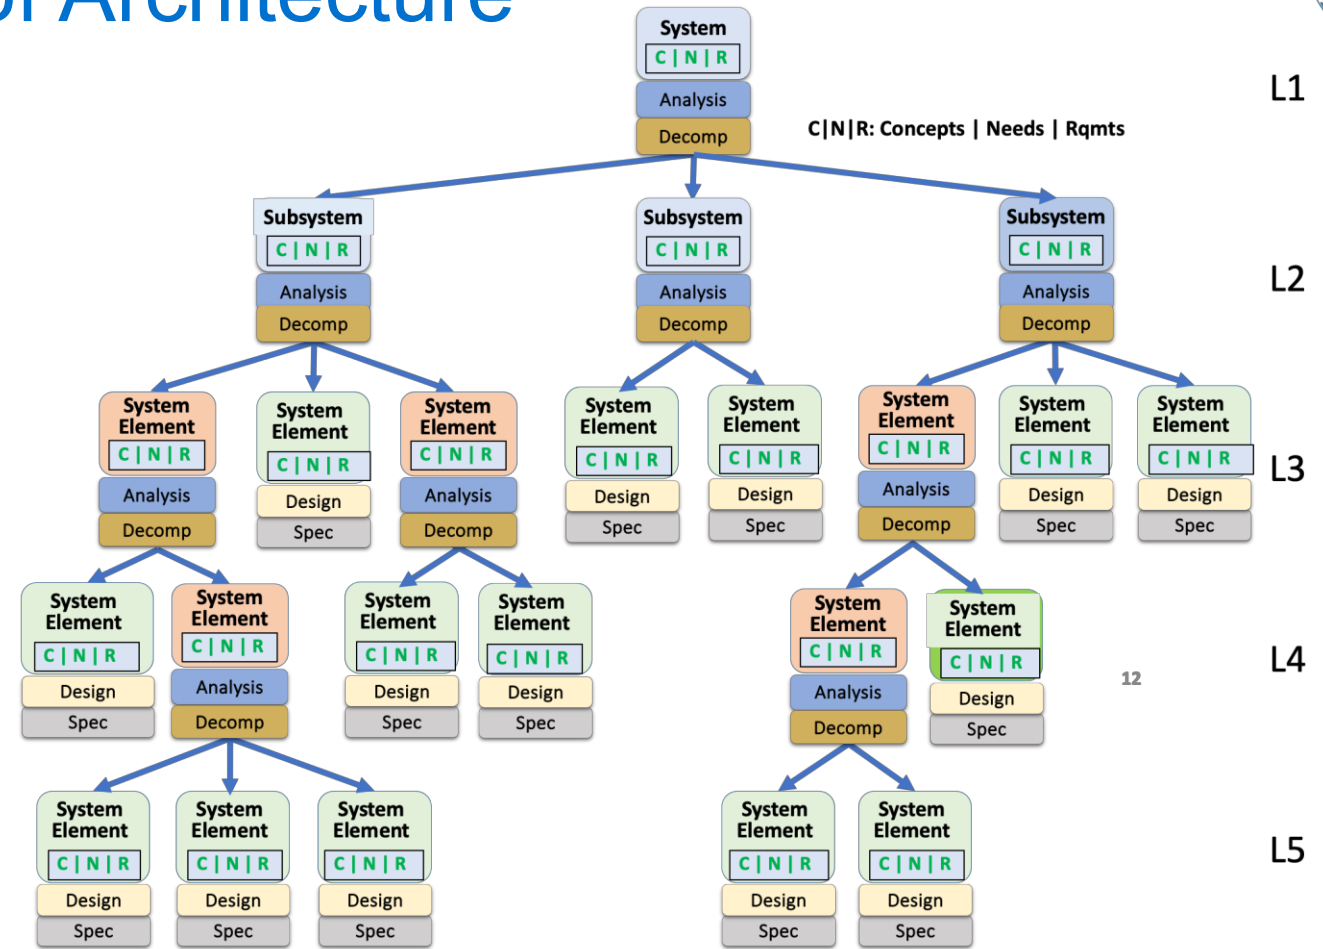 of Architecture
System
C | N | R
Analysis
Decomp
L1
C|N|R: Concepts | Needs | Rqmts
Subsystem
C | N | R
Analysis
Decomp
Subsystem
C | N | R
Analysis
Decomp
Subsystem
C | N | R
Analysis
Decomp
L2
System
Element
C | N | R
Analysis
Decomp
System
Element
C | N | R
Design
Spec
System
Element
C | N | R
Analysis
Decomp
System
Element
C | N | R
Design
Spec
System
Element
C | N | R
Design
Spec
System
Element
C | N | R
Analysis
Decomp
System
Element
C | N | R
Design
Spec
System
Element
C | N | R
Design
Spec
L3
System
Element
C | N | R
Design
Spec
System
Element
C | N | R
Analysis
Decomp
System
Element
C | N | R
Design
Spec
System
Element
C | N | R
Design
Spec
System
Element
C | N | R
Analysis
Decomp
System
Element
C | N | R
Design
Spec
12
L4
System
Element
C | N | R
Design
Spec
System
Element
C | N | R
Design
Spec
System
Element
C | N | R
Design
Spec
System
Element
C | N | R
Design
Spec
System
Element
C | N | R
Design
Spec
L5